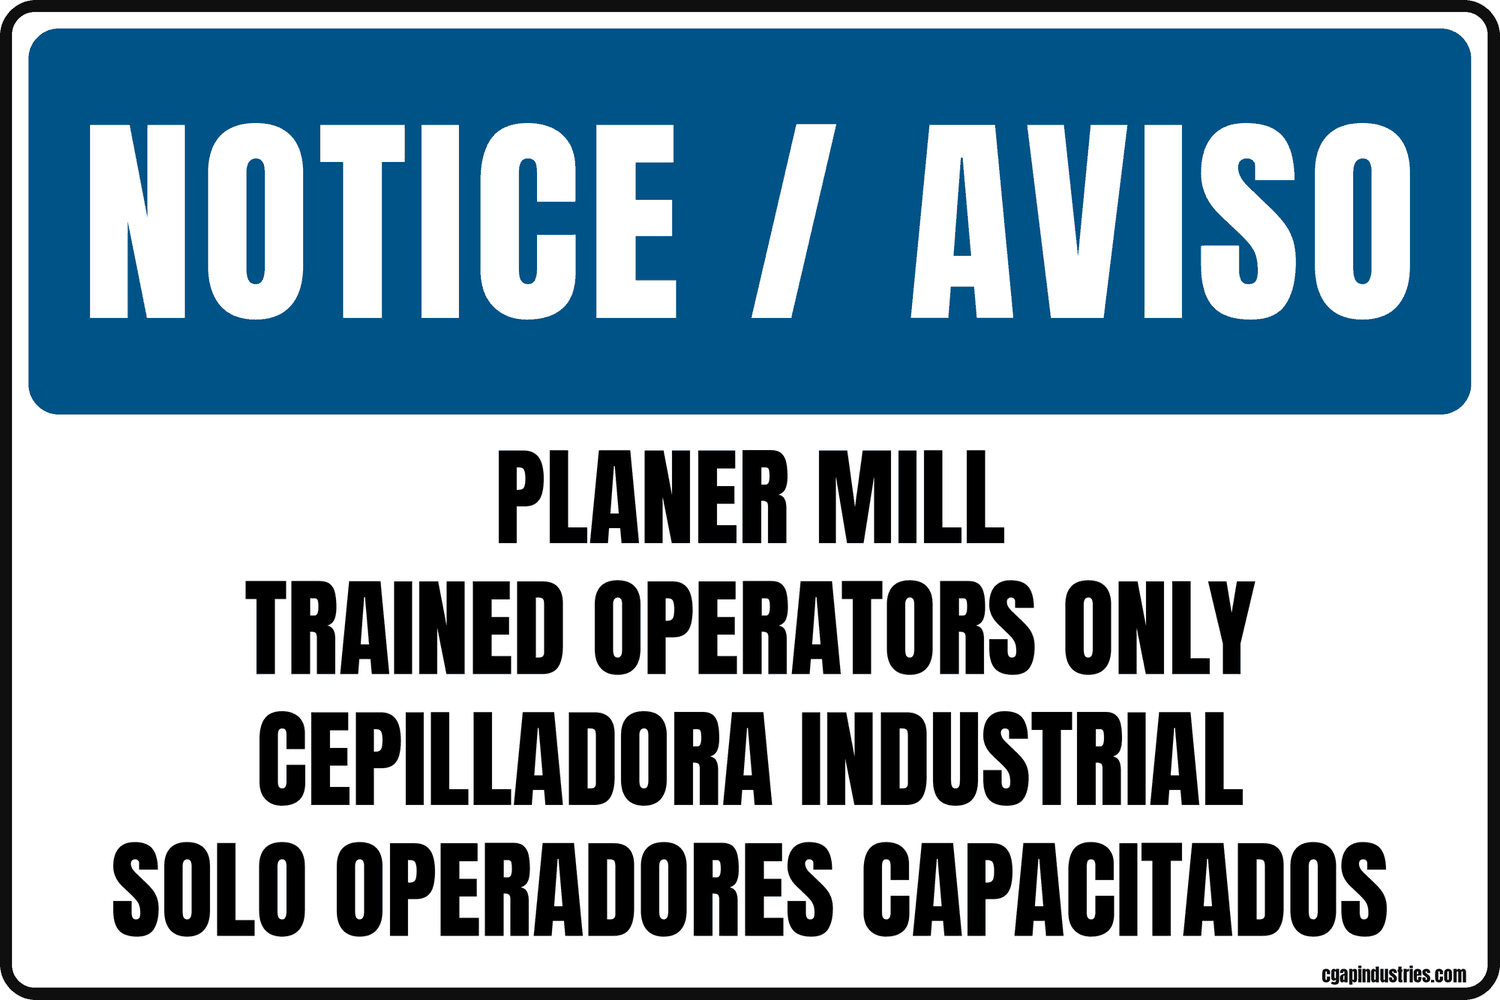 NOTICE / AVISO
PLANER MILL
TRAINED OPERATORS ONLY
CEPILLADORA INDUSTRIAL
SOLO OPERADORES CAPACITADOS
cgapindustries.com